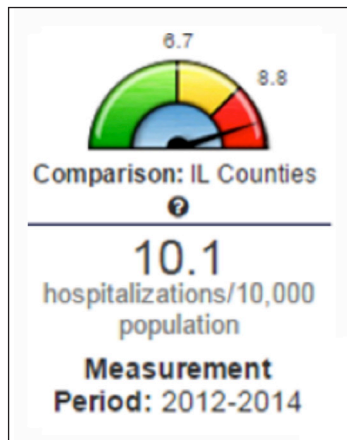 6.7
8.8
Comparison: IL Counties
?
10.1
hospitalizations/10,000
population
Measurement
Period: 2012-2014